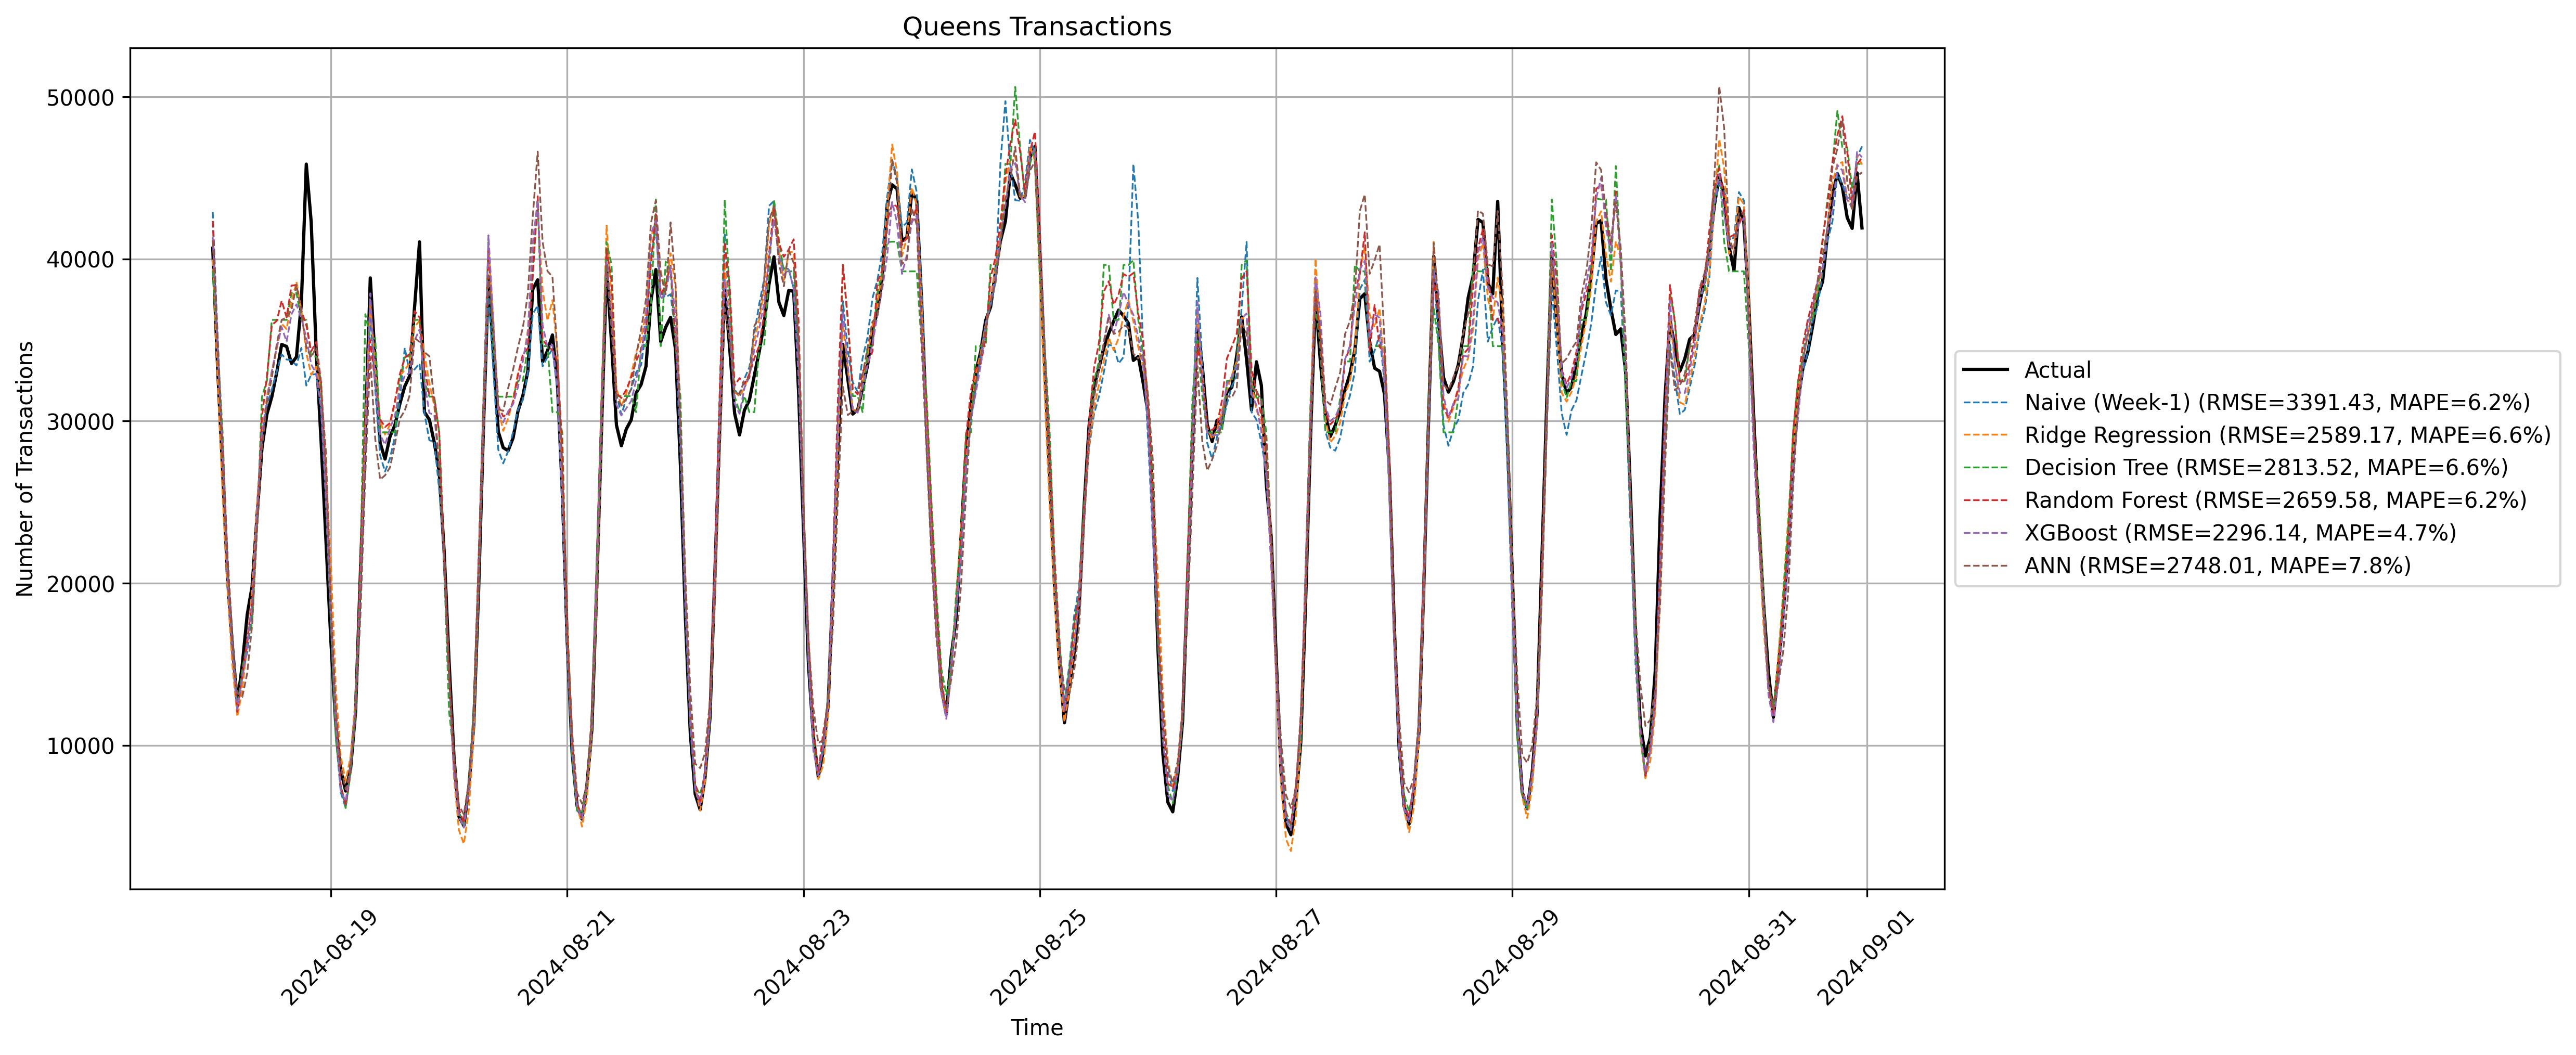 Queens Transactions
Number of Transactions
50000
40000
30000
20000
10000
2024-08-19
2024-08-21
2024-08-23
2024-08-25
2024-08-27
2024-08-29
2024-08-31
2024-09-01
Time
Actual
Naive (Week-1) (RMSE=3391.43, MAPE=6.2%)
Ridge Regression (RMSE=2589.17, MAPE=6.6%)
Decision Tree (RMSE=2813.52, MAPE=6.6%)
Random Forest (RMSE=2659.58, MAPE=6.2%)
XGBoost (RMSE=2296.14, MAPE=4.7%)
ANN (RMSE=2748.01, MAPE=7.8%)